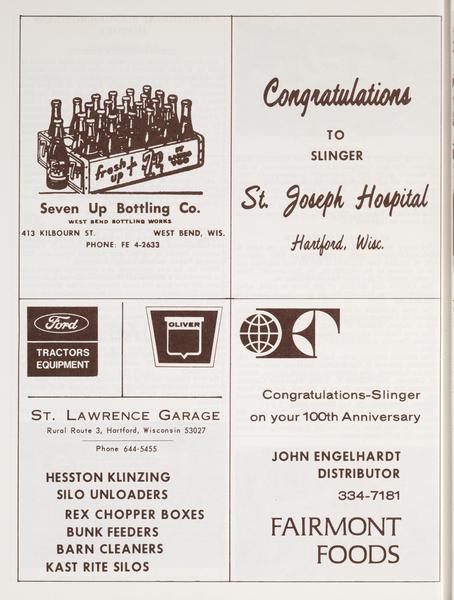 fresh up
7up
Seven Up Bottling Co.
WEST BEND BOTTLING WORKS
413 KILBOURN ST. WEST BEND, WIS.
PHONE: FE 4-2633
Congratulations
TO
SLINGER
St. Joseph Hospital
Hartford, Wisc.
Ford
TRACTORS
EQUIPMENT
OLIVER
ST. LAWRENCE GARAGE
Rural Route 3, Hartford, Wisconsin 53027
Phone 644-5455
HESSTON KLINZING
SILO UNLOADERS
REX CHOPPER BOXES
BUNK FEEDERS
BARN CLEANERS
KAST RITE SILOS
Congratulations-Slinger
on your 100th Anniversary
JOHN ENGELHARDT
DISTRIBUTOR
334-7181
FAIRMONT
FOODS